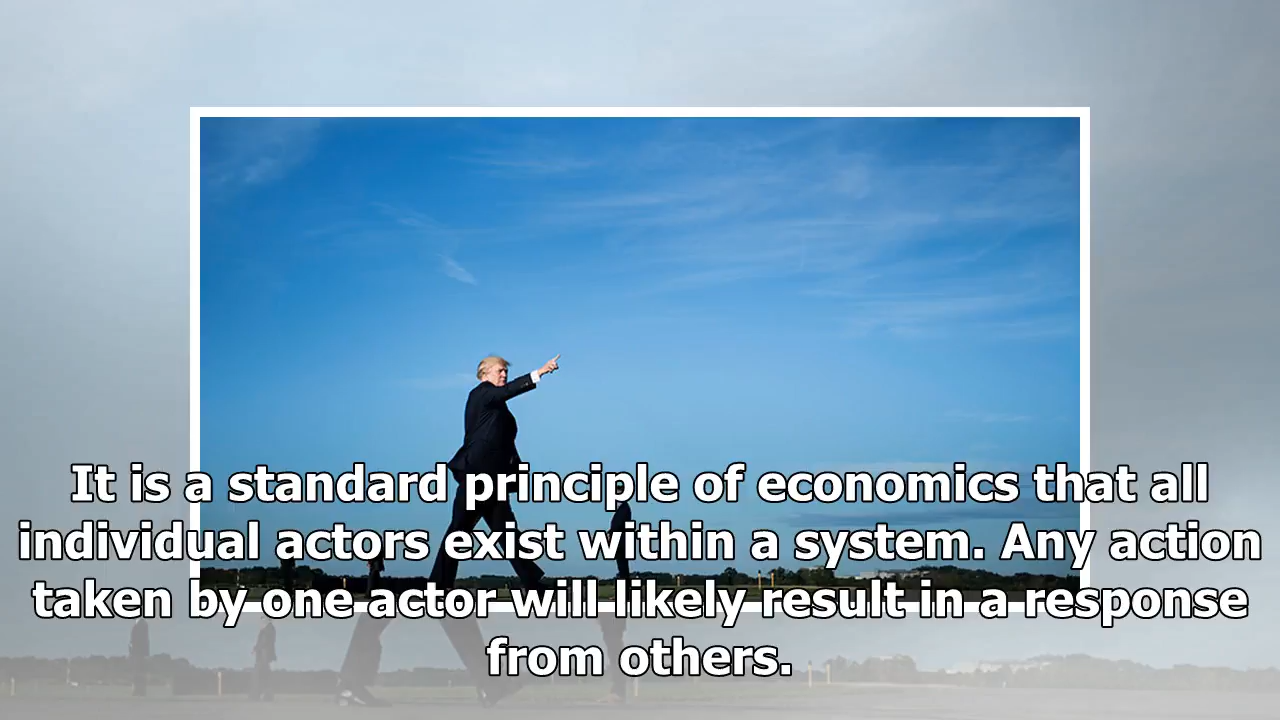 It is a standard principle of economics that all
individual actors exist within a system. Any action
taken by one actor will likely result in a response
from others.